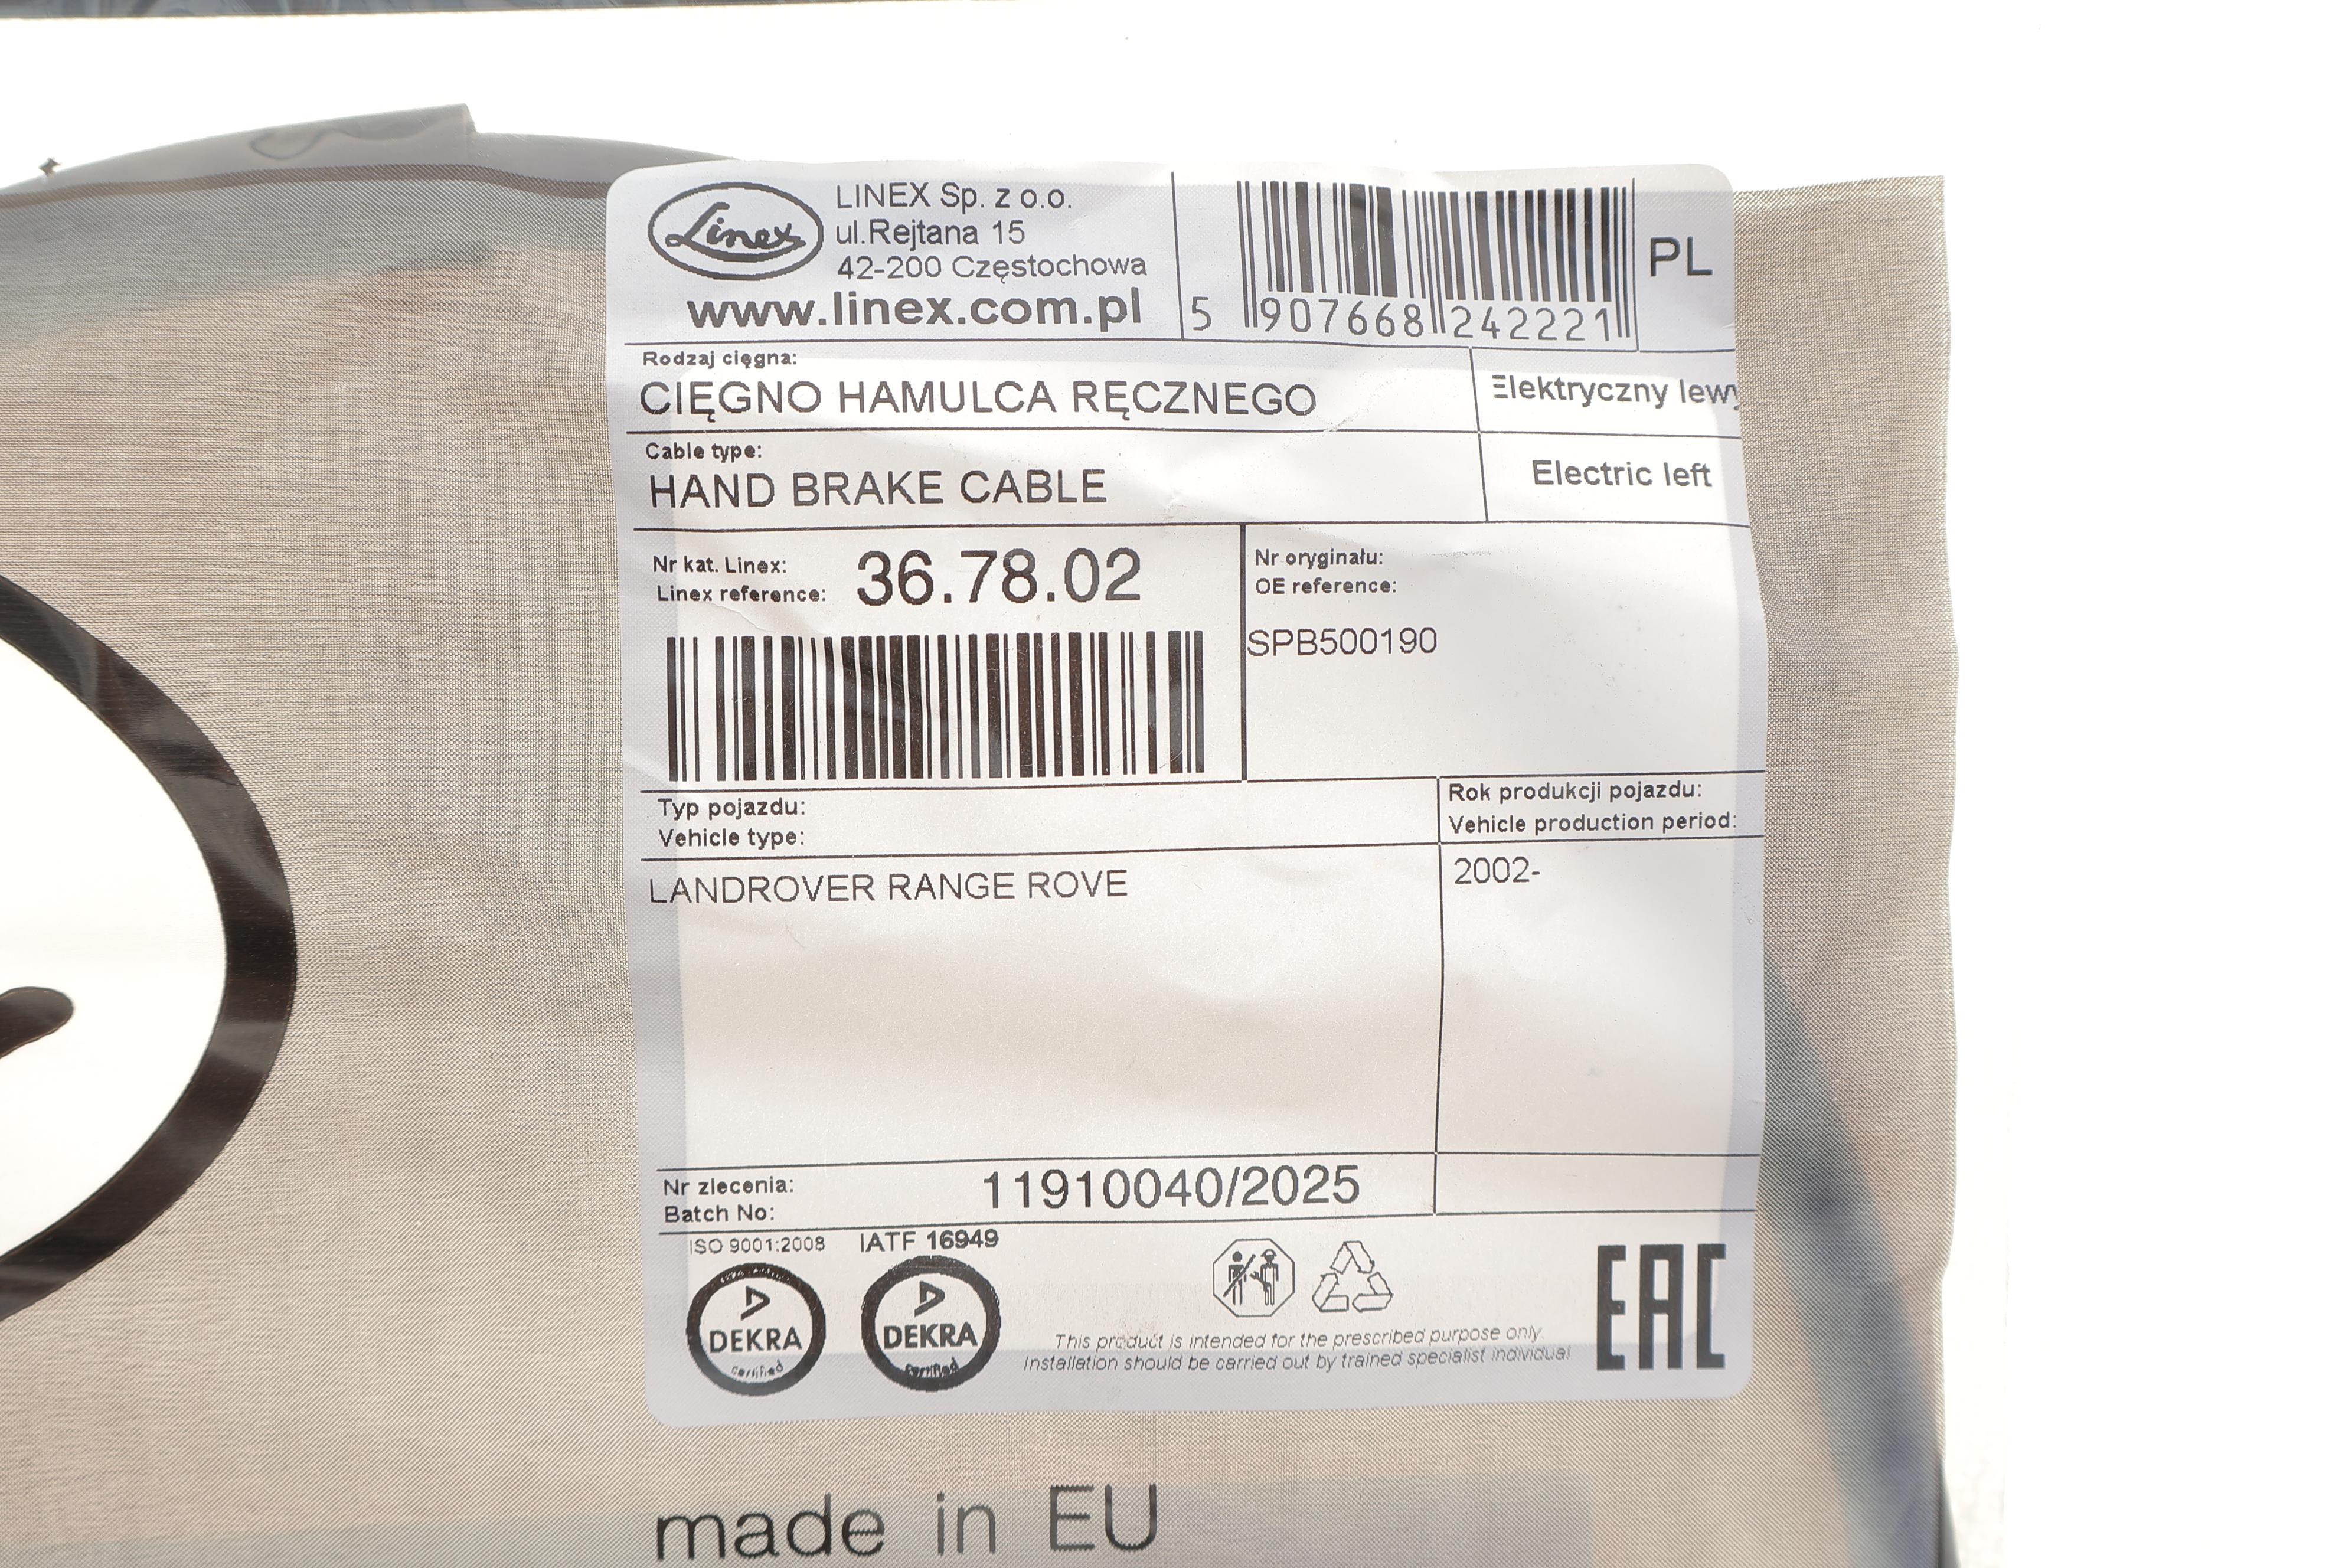 Linex
LINEX Sp. z o.o.
ul.Rejtana 15
42-200 Częstochowa
www.linex.com.pl
5 907668 242221
PL
Rodzaj cięgna:
CIĘGNO HAMULCA RĘCZNEGO
Elektryczny lewy
Cable type:
HAND BRAKE CABLE
Electric left
Nr kat. Linex:
Linex reference:
36.78.02
Nr oryginału:
OE reference:
SPB500190
Typ pojazdu:
Vehicle type:
Rok produkcji pojazdu:
Vehicle production period:
LANDROVER RANGE ROVE
2002-
Nr zlecenia:
Batch No:
11910040/2025
ISO 9001:2008
IATF 16949
DEKRA
certified
DEKRA
certified
This product is intended for the prescribed purpose only.
Installation should be carried out by trained specialist individual
EAC
made in EU